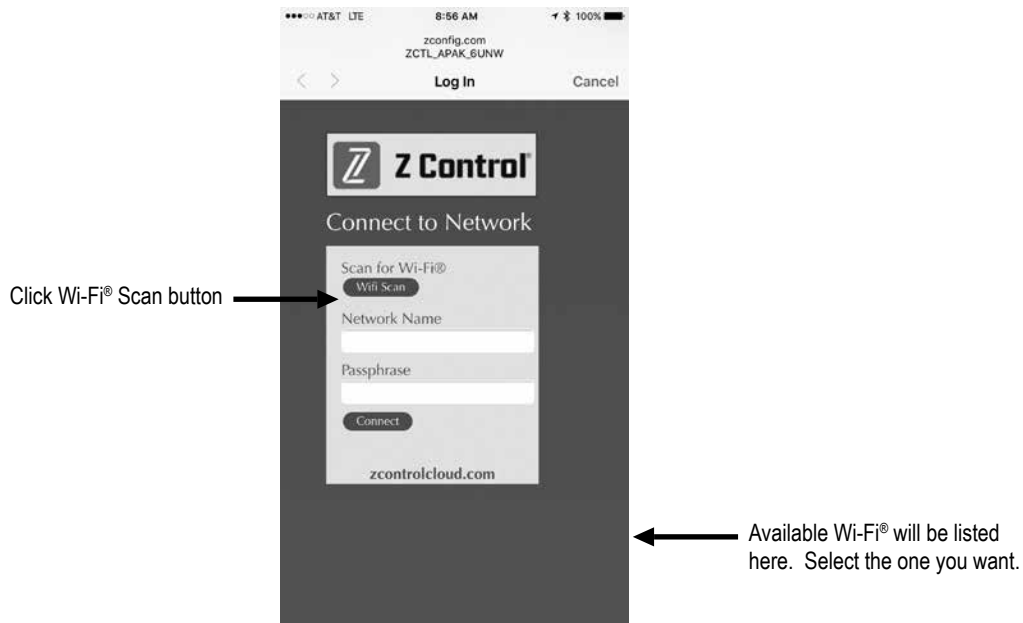 ●●●○○ AT&T LTE 8:56 AM 100%
zconfig.com
ZCTL_APAK_6UNW
< > Log In Cancel
Z Control®
Connect to Network
Scan for Wi-Fi®
Wifi Scan
Click Wi-Fi® Scan button
Network Name
Passphrase
Connect
zcontrolcloud.com
Available Wi-Fi® will be listed
here. Select the one you want.